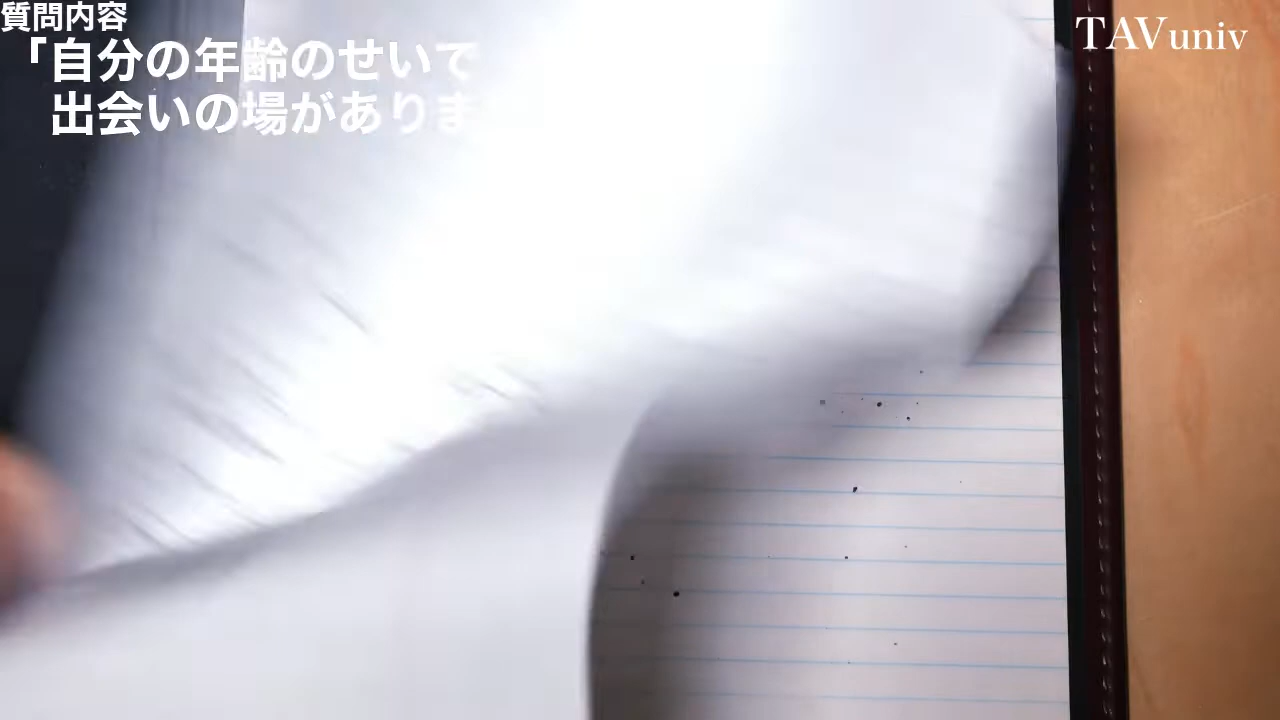 質問内容
「自分の年齢のせいで
出会いの場がありま
TAVuniv